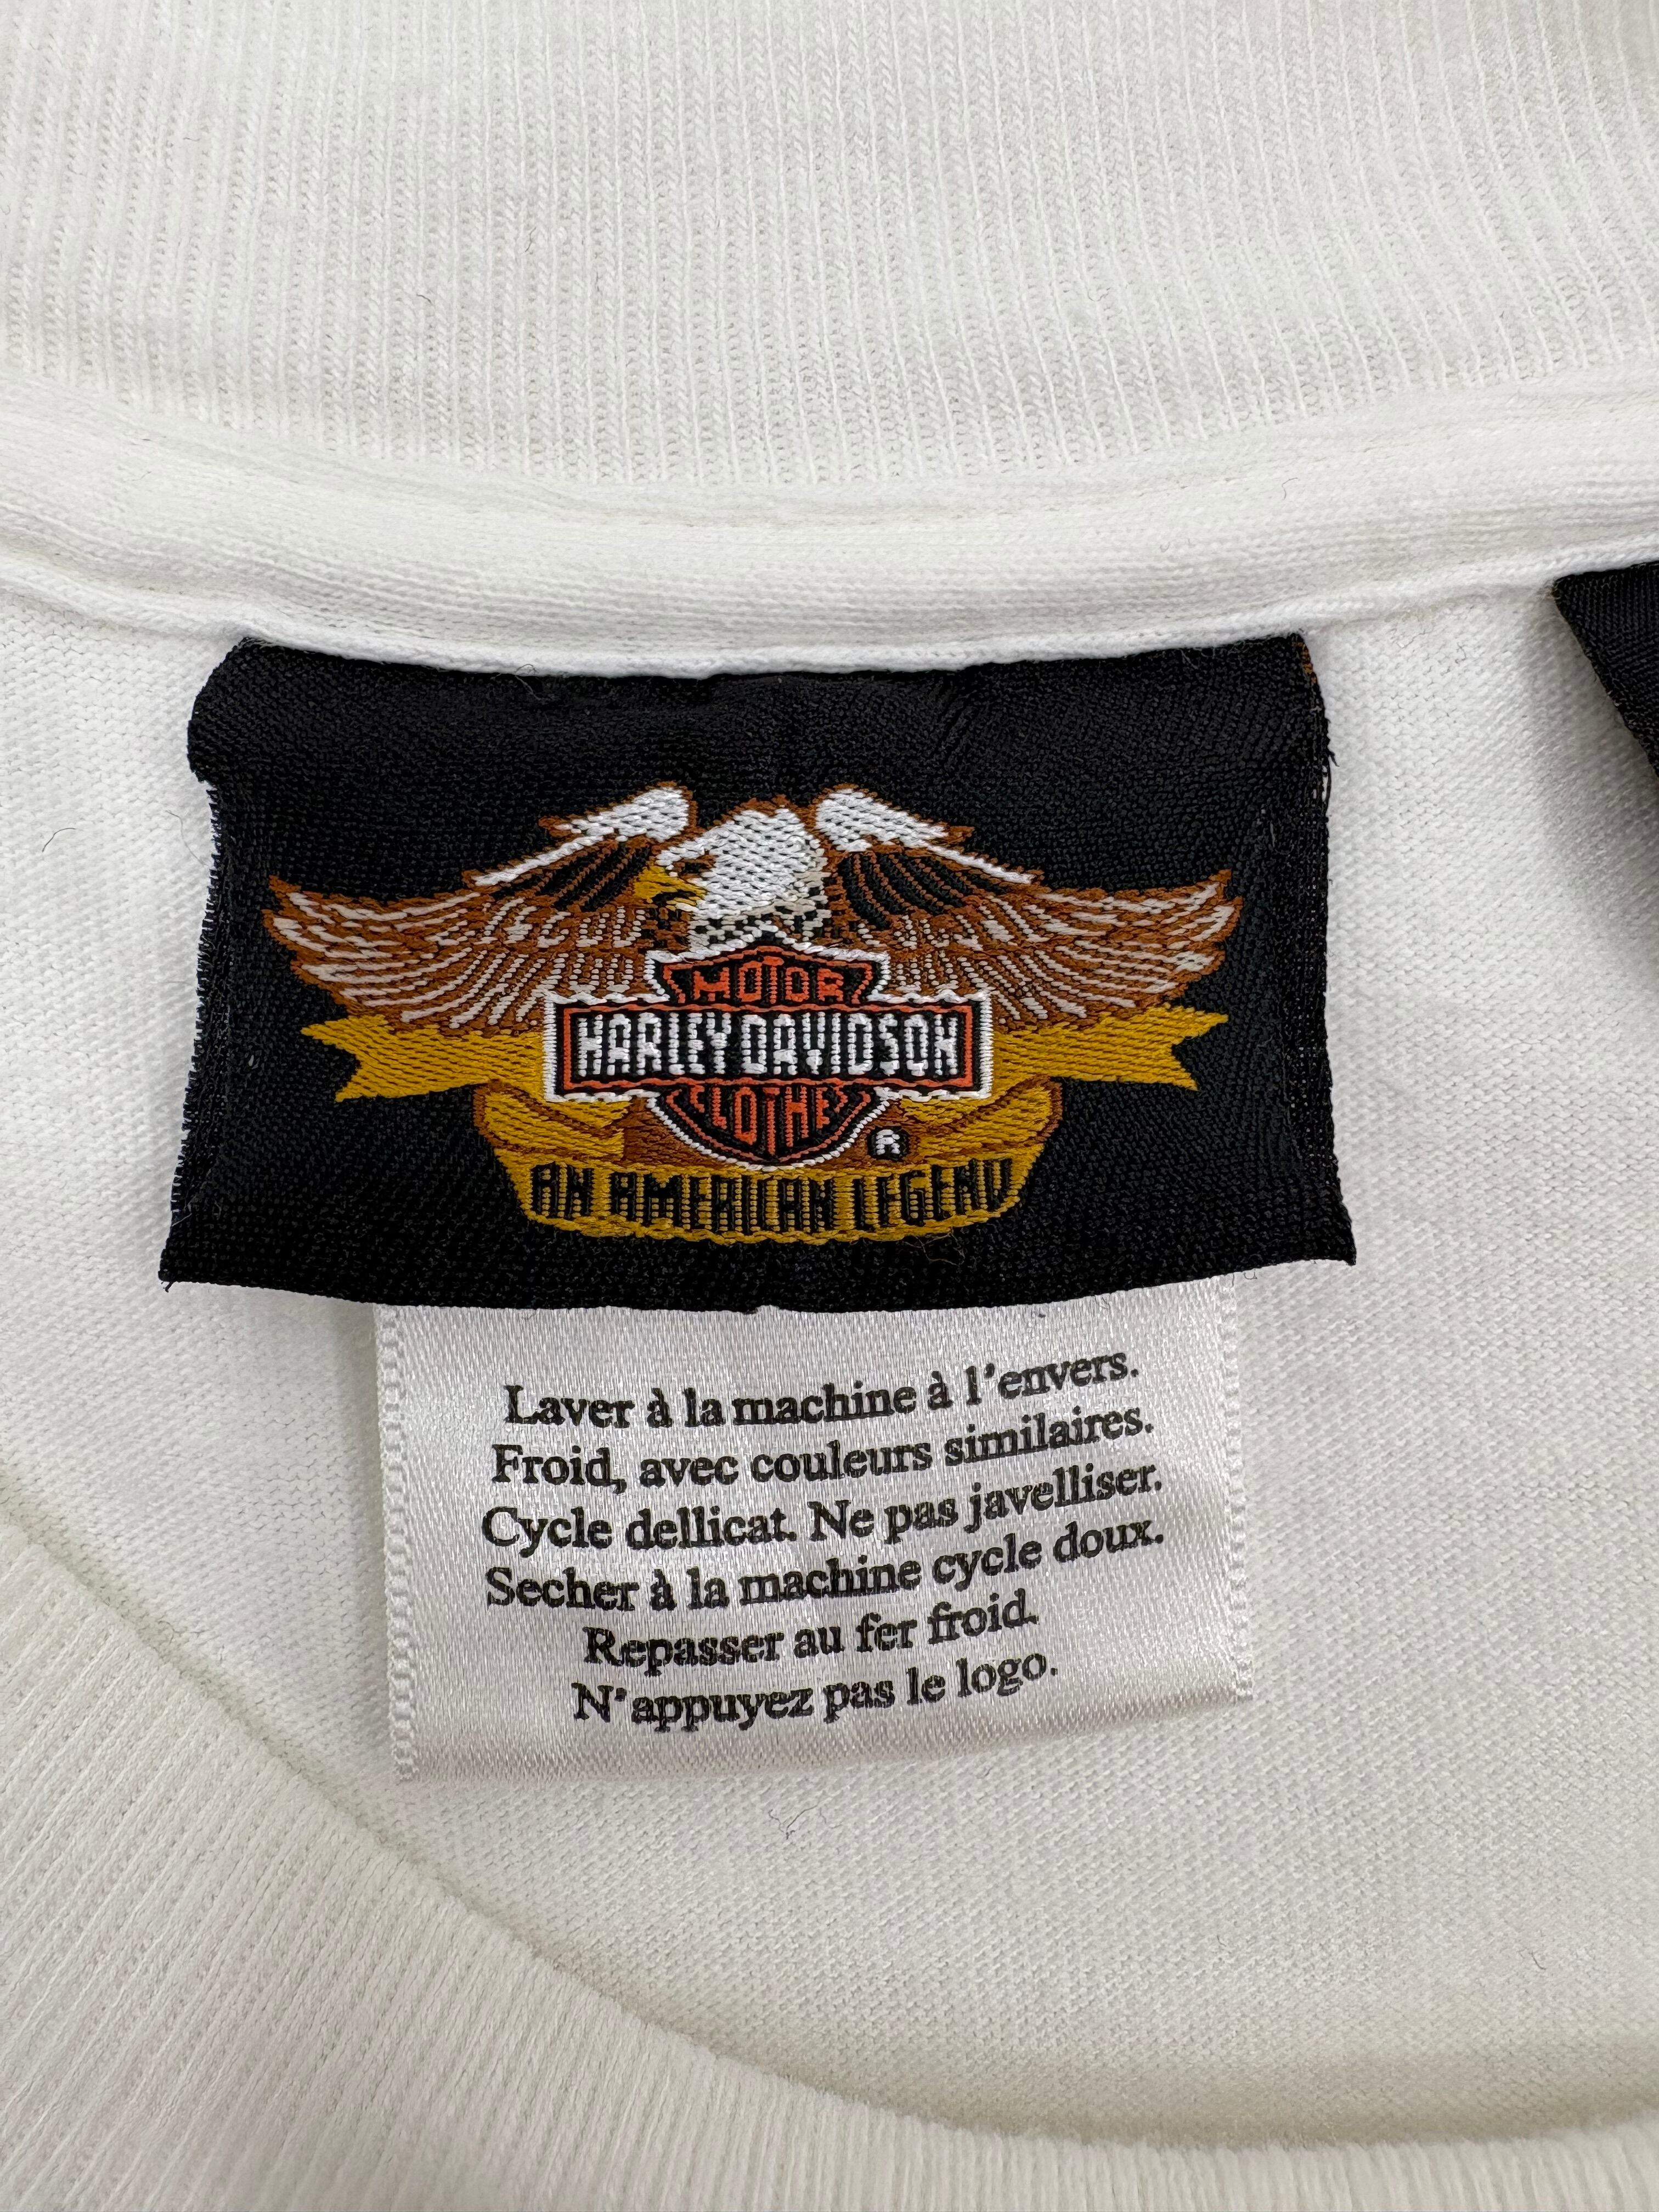 MOTOR
HARLEY DAVIDSON
CLOTHES
®
AN AMERICAN LEGEND
Laver à la machine à l'envers.
Froid, avec couleurs similaires.
Cycle dellicat. Ne pas javelliser.
Secher à la machine cycle doux.
Repasser au fer froid.
N'appuyez pas le logo.